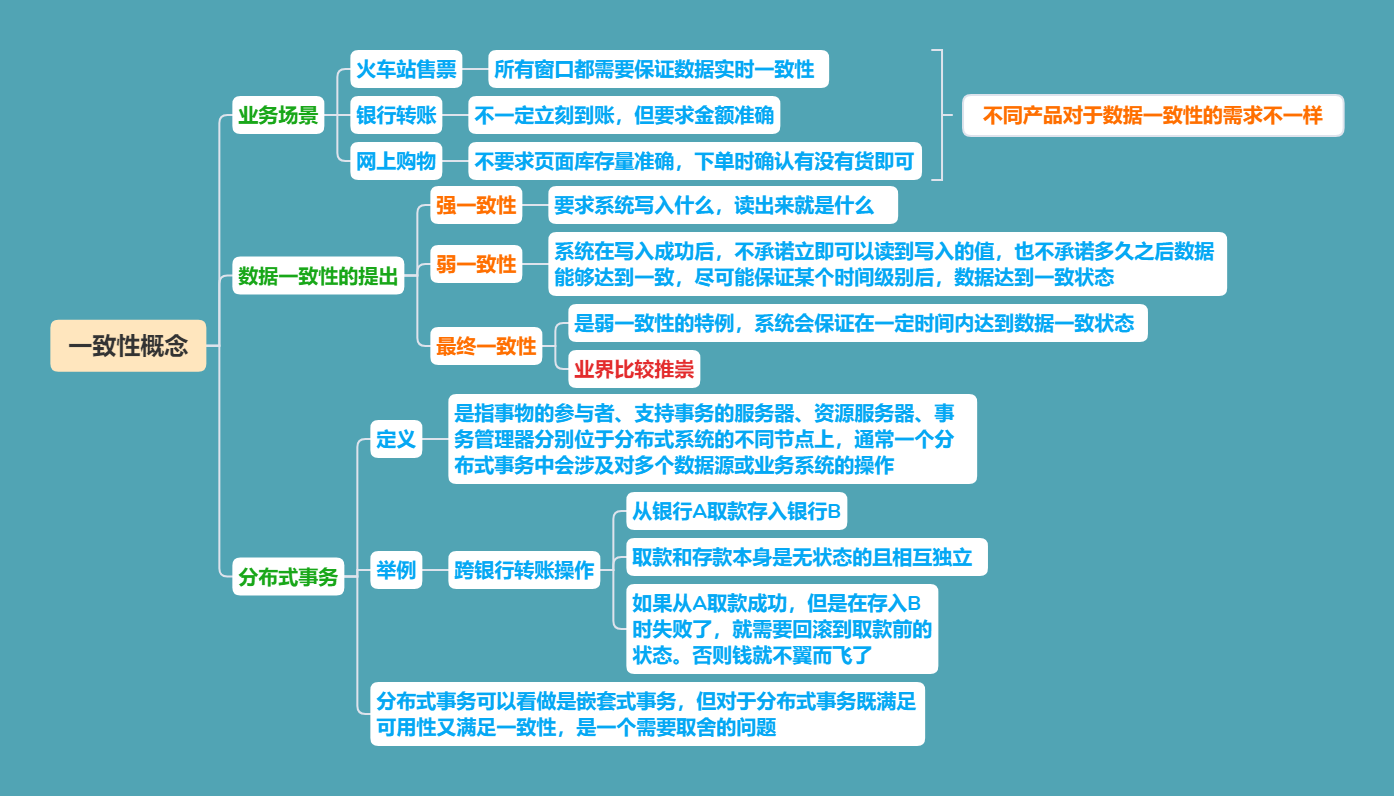 一致性概念
业务场景
火车站售票
所有窗口都需要保证数据实时一致性
银行转账
不一定立刻到账，但要求金额准确
网上购物
不要求页面库存量准确，下单时确认有没有货即可
不同产品对于数据一致性的需求不一样
数据一致性的提出
强一致性
要求系统写入什么，读出来就是什么
弱一致性
系统在写入成功后，不承诺立即可以读到写入的值，也不承诺多久之后数据
能够达到一致，尽可能保证某个时间级别后，数据达到一致状态
最终一致性
是弱一致性的特例，系统会保证在一定时间内达到数据一致状态
业界比较推崇
分布式事务
定义
是指事物的参与者、支持事务的服务器、资源服务器、事
务管理器分别位于分布式系统的不同节点上，通常一个分
布式事务中会涉及对多个数据源或业务系统的操作
举例
跨银行转账操作
从银行A取款存入银行B
取款和存款本身是无状态的且相互独立
如果从A取款成功，但是在存入B
时失败了，就需要回滚到取款前的
状态。否则钱就不翼而飞了
分布式事务可以看做是嵌套式事务，但对于分布式事务既满足
可用性又满足一致性，是一个需要取舍的问题